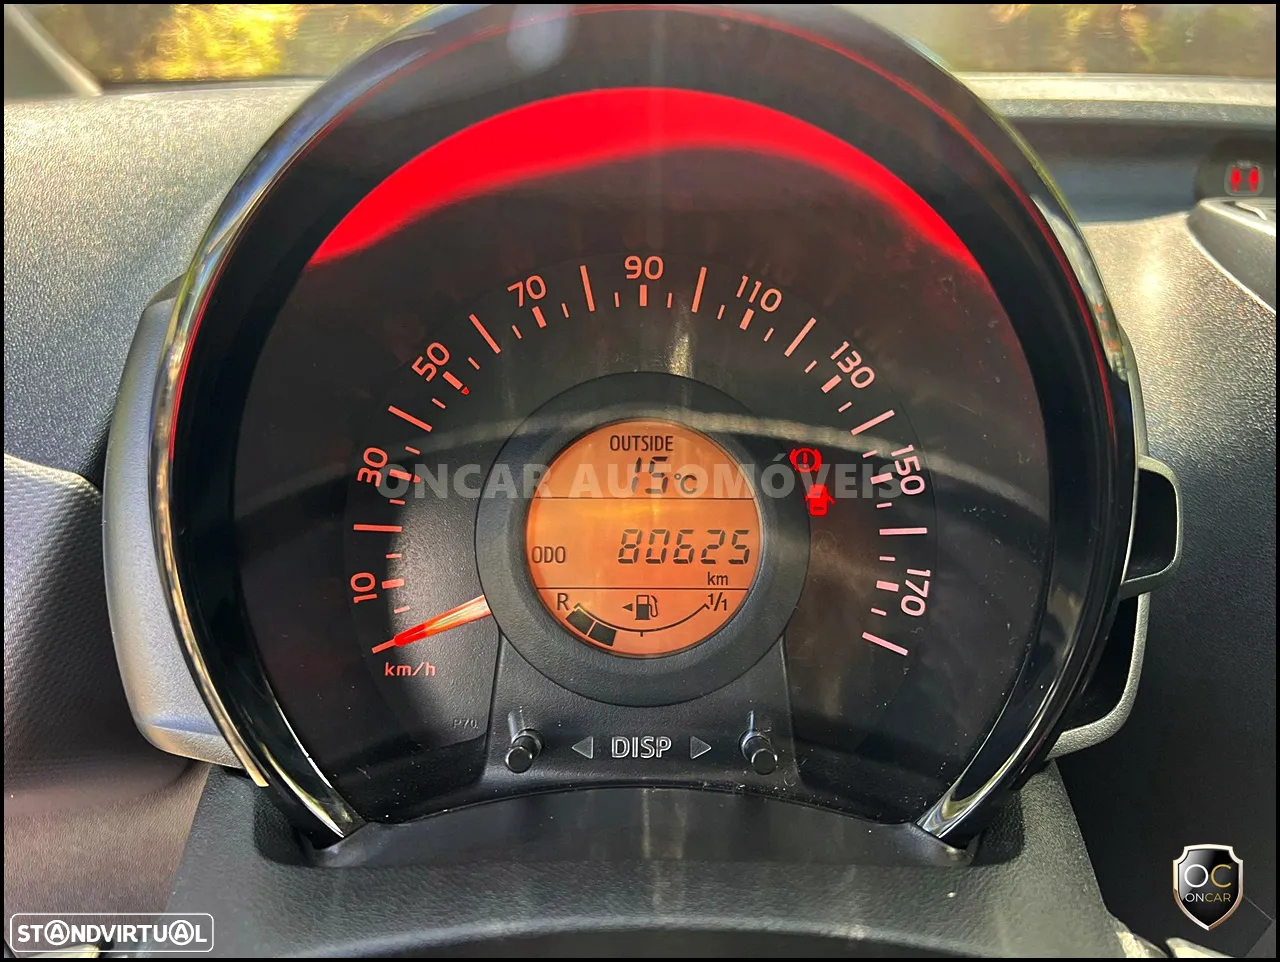 90
70
110
50
130
30
150
10
170
km/h
OUTSIDE
15°C
ONCAR AUTOMÓVEIS
ODO 80625
km
R 1/1
P70
DISP
OC
ONCAR
STANDVIRTUAL